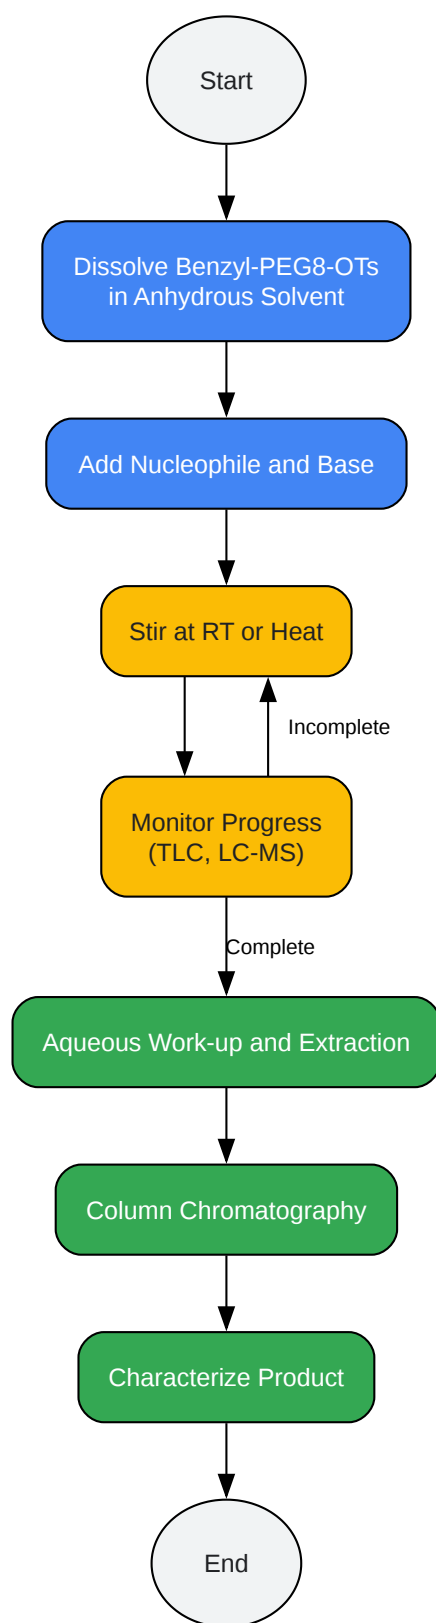 Start
Dissolve Benzyl-PEG8-OTs
in Anhydrous Solvent
Add Nucleophile and Base
Stir at RT or Heat
Incomplete
Monitor Progress
(TLC, LC-MS)
Complete
Aqueous Work-up and Extraction
Column Chromatography
Characterize Product
End